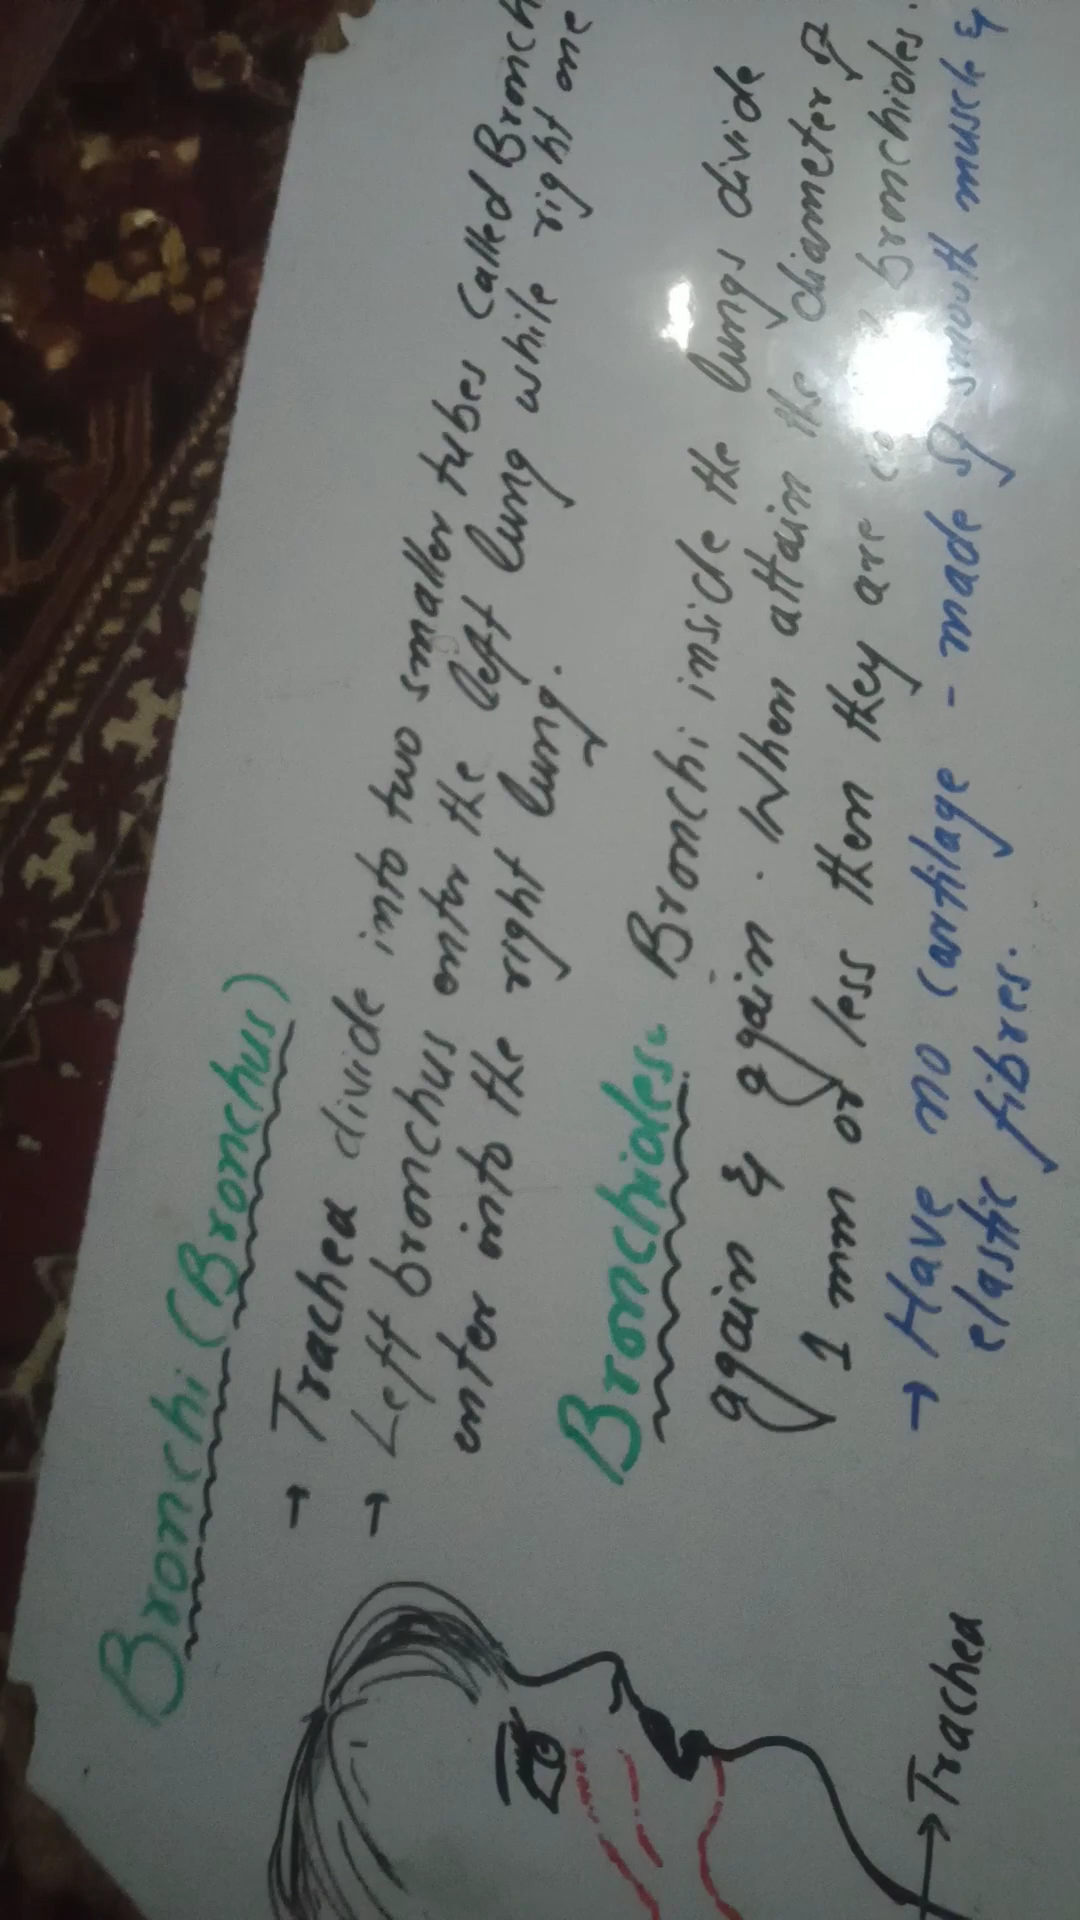 Bronchi (Bronchus)
→ Trachea divide into two smaller tubes called Bronch
→ Left bronchus enter the left lung while right one
enter into the right lung.
Bronchioles. Bronchi inside the lungs divide
again & again. When attain the diameter of
1 mm or less then they are bronchioles.
→ Have no cartilage - made of smooth muscle &
elastic fibres.
→ Trachea